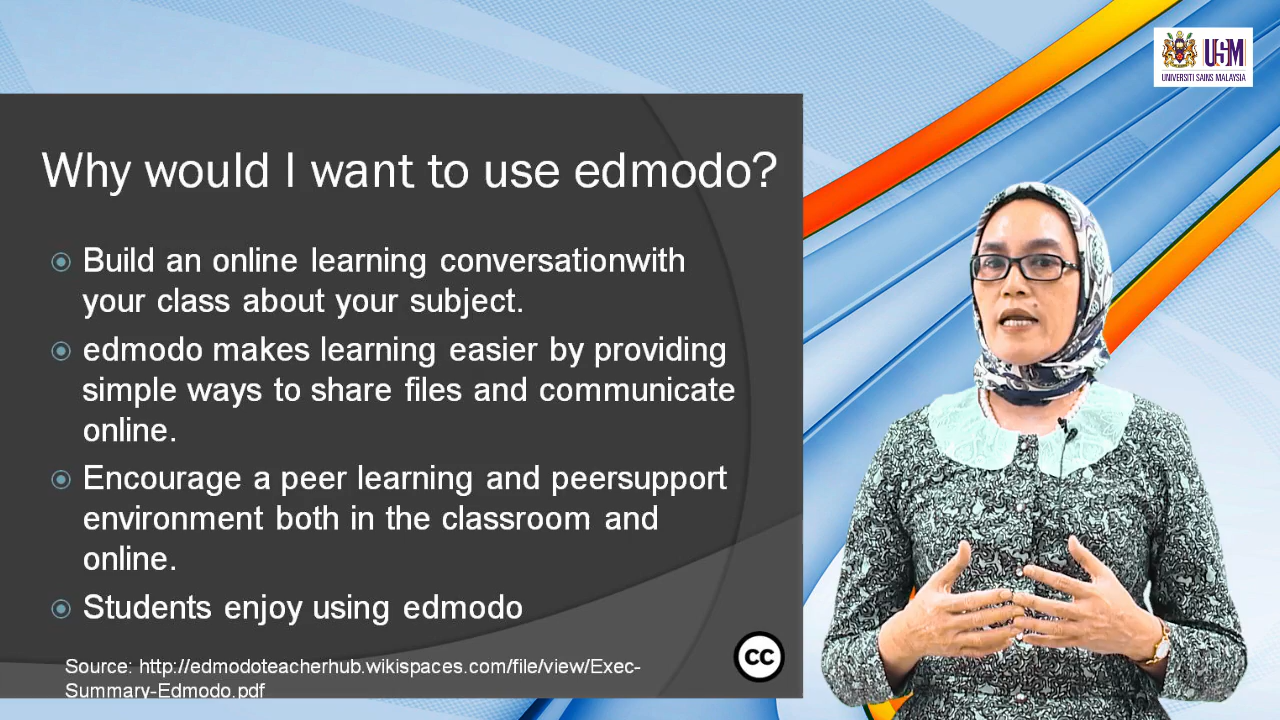 USM
UNIVERSITI SAINS MALAYSIA
Why would I want to use edmodo?
Build an online learning conversationwith
your class about your subject.
edmodo makes learning easier by providing
simple ways to share files and communicate
online.
Encourage a peer learning and peersupport
environment both in the classroom and
online.
Students enjoy using edmodo
Source: http://edmodoteacherhub.wikispaces.com/file/view/Exec-
Summary-Edmodo.pdf
cc